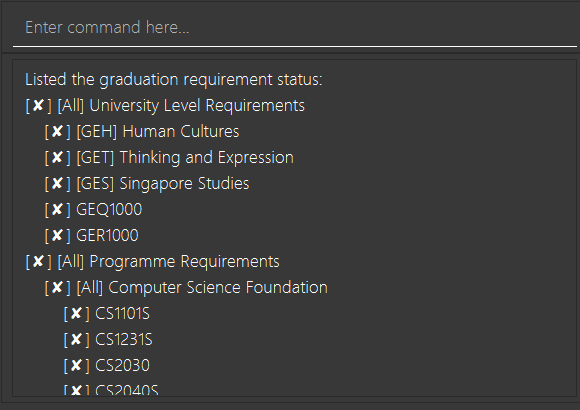 Enter command here...
Listed the graduation requirement status:
[✘] [All] University Level Requirements
[✘] [GEH] Human Cultures
[✘] [GET] Thinking and Expression
[✘] [GES] Singapore Studies
[✘] GEQ1000
[✘] GER1000
[✘] [All] Programme Requirements
[✘] [All] Computer Science Foundation
[✘] CS1101S
[✘] CS1231S
[✘] CS2030
[✘] CS2040S